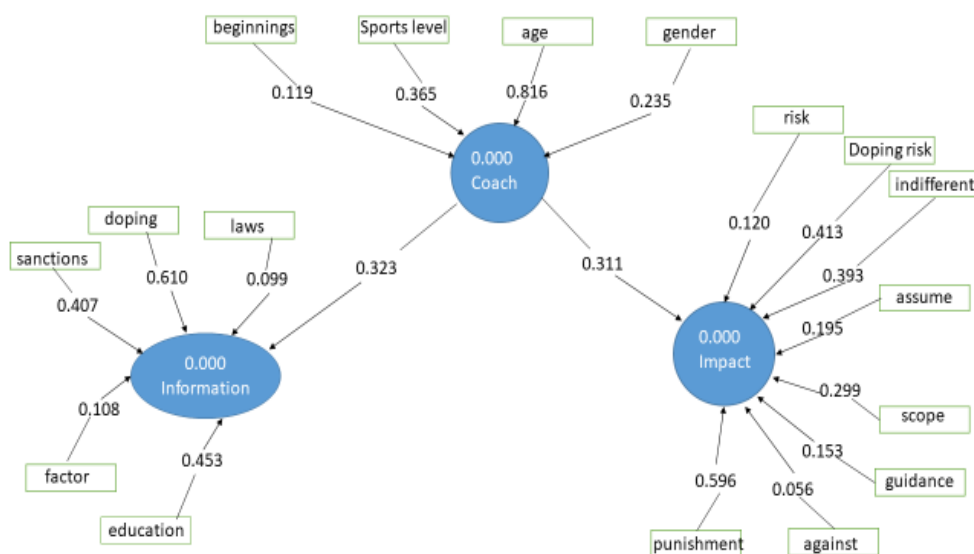 beginnings
Sports level
age
gender
0.119
0.365
0.816
0.235
risk
Doping risk
indifferent
0.000
Coach
doping
laws
sanctions
0.120
0.413
0.393
0.323
0.311
0.610
0.099
0.407
assume
0.195
0.000
Impact
0.000
Information
0.299
scope
0.108
0.453
0.153
guidance
factor
0.596
0.056
education
punishment
against